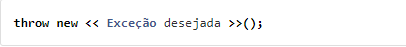 throw new << Exceção desejada >>();